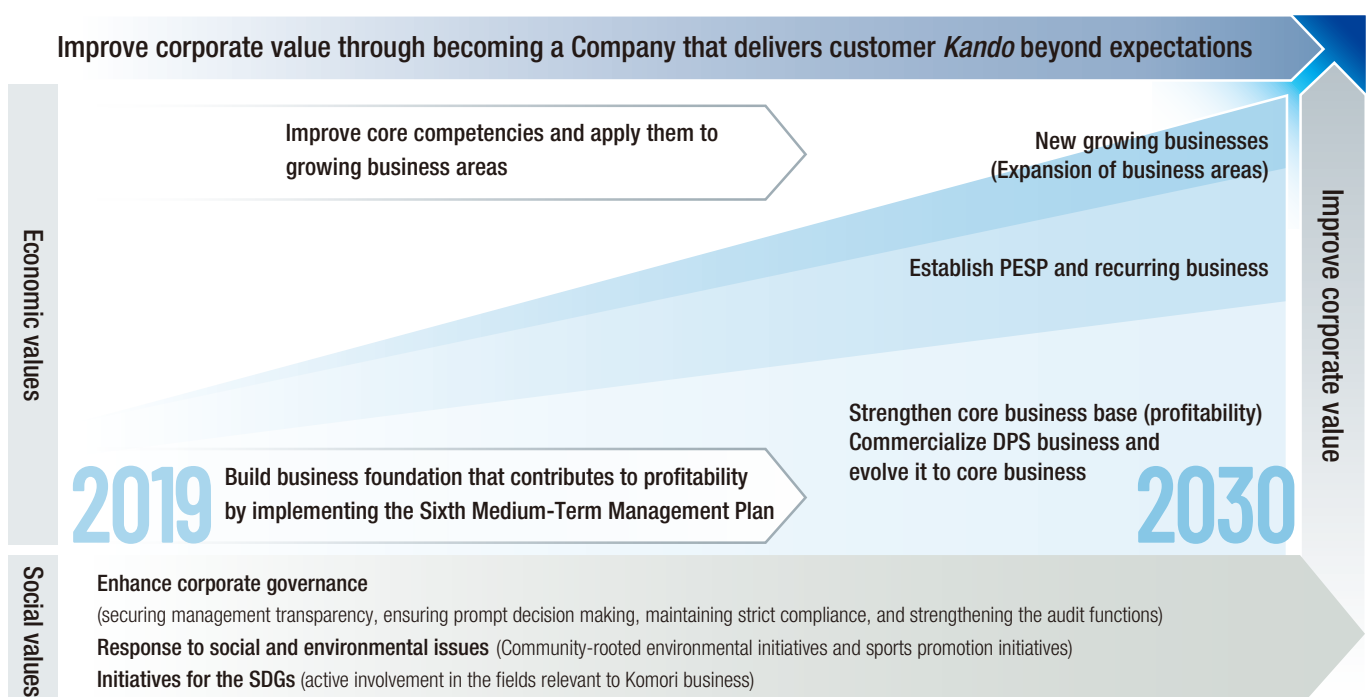 Improve corporate value through becoming a Company that delivers customer Kando beyond expectations
Economic values
Improve core competencies and apply them to
growing business areas
New growing businesses
(Expansion of business areas)
Establish PESP and recurring business
Strengthen core business base (profitability)
Commercialize DPS business and
evolve it to core business
2019
Build business foundation that contributes to profitability
by implementing the Sixth Medium-Term Management Plan
2030
Improve corporate value
Social values
Enhance corporate governance
(securing management transparency, ensuring prompt decision making, maintaining strict compliance, and strengthening the audit functions)
Response to social and environmental issues (Community-rooted environmental initiatives and sports promotion initiatives)
Initiatives for the SDGs (active involvement in the fields relevant to Komori business)